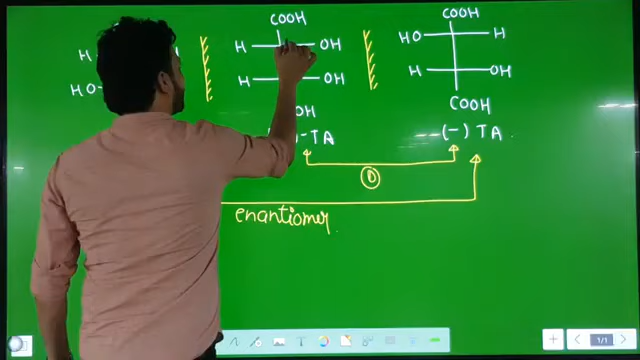 COOH
COOH
H
H OH
HO H
HO
H OH
H OH
OH
COOH
-TA
(-) TA
D
enantiomer
1/1